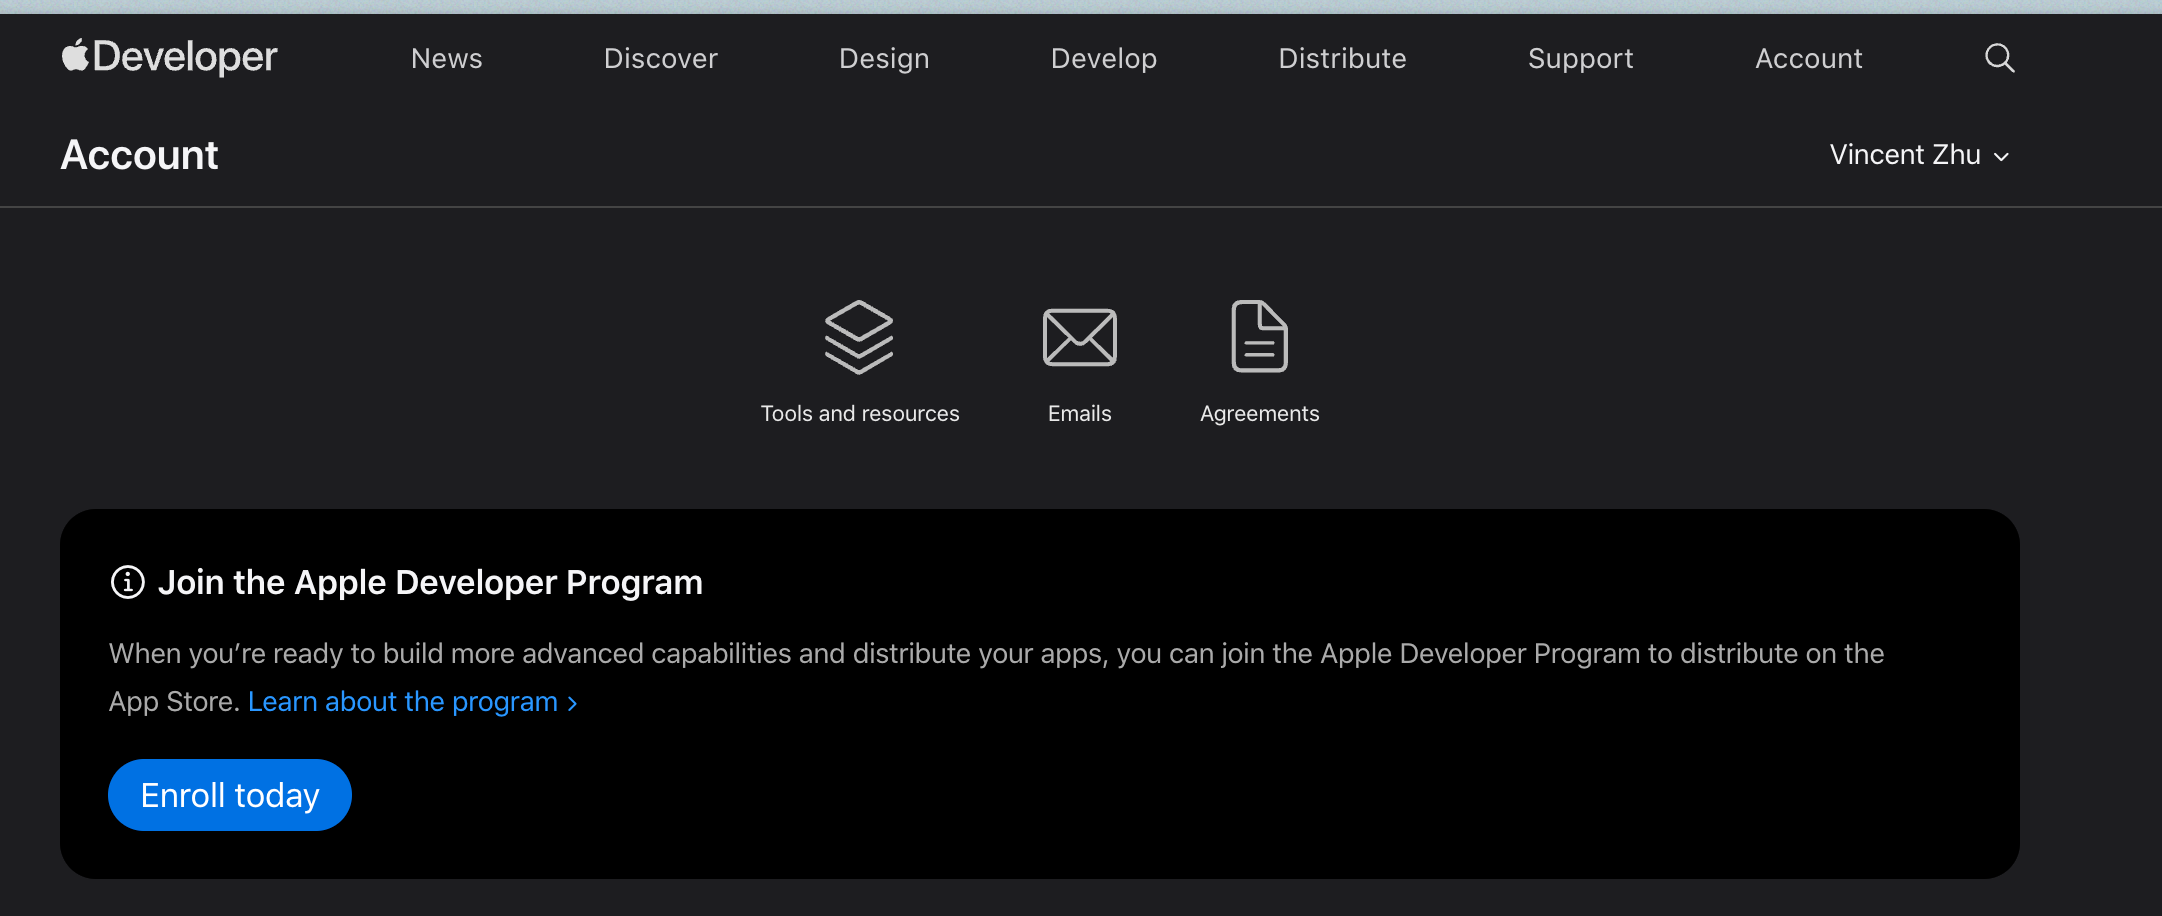 Developer News Discover Design Develop Distribute Support Account
Account Vincent Zhu
Tools and resources Emails Agreements
Join the Apple Developer Program
When you’re ready to build more advanced capabilities and distribute your apps, you can join the Apple Developer Program to distribute on the
App Store. Learn about the program >
Enroll today